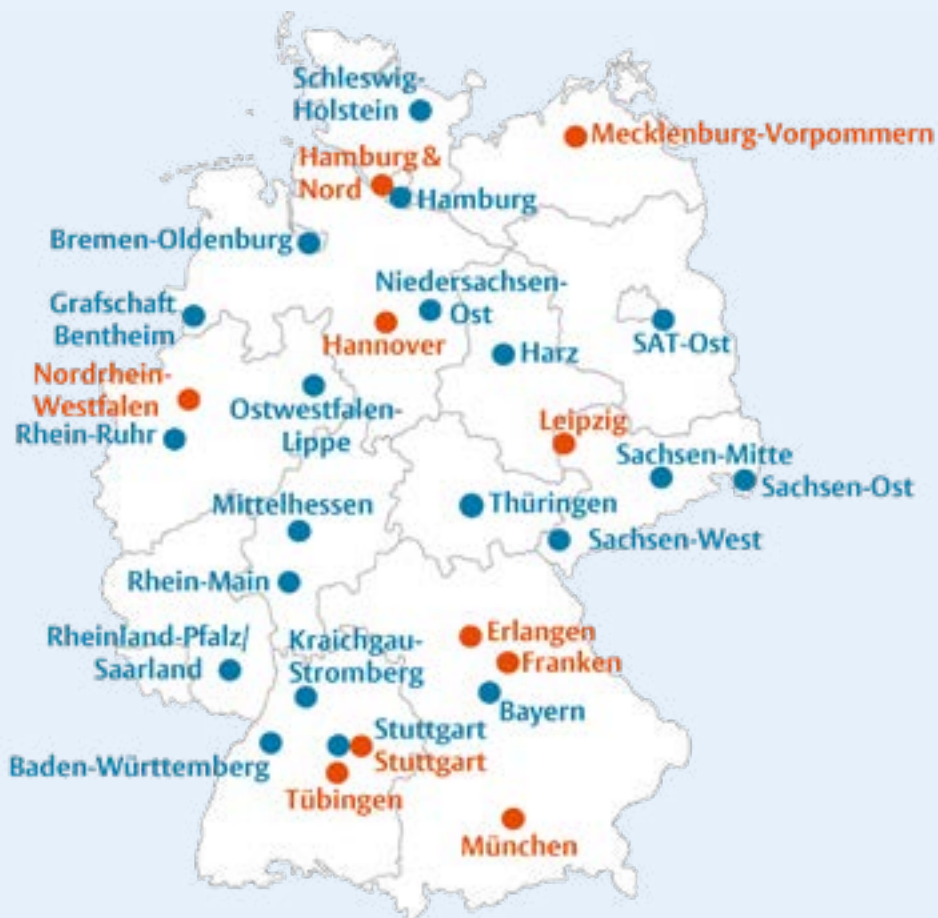 Schleswig-
Holstein
Mecklenburg-Vorpommern
Hamburg &
Nord
Hamburg
Bremen-Oldenburg
Niedersachsen-
Ost
Grafschaft
Bentheim
Hannover
SAT-Ost
Harz
Nordrhein-
Westfalen
Ostwestfalen-
Lippe
Rhein-Ruhr
Leipzig
Sachsen-Mitte
Sachsen-Ost
Mittelhessen
Thüringen
Sachsen-West
Rhein-Main
Rheinland-Pfalz/
Saarland
Kraichgau-
Stromberg
Erlangen
Franken
Bayern
Stuttgart
Stuttgart
Baden-Württemberg
Tübingen
München